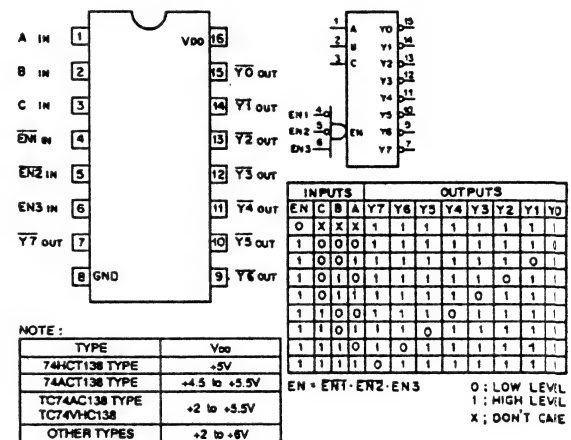 A IN 1
B IN 2
C IN 3
EN1 IN 4
EN2 IN 5
EN3 IN 6
Y7 OUT 7
8 GND
VDD 16
15 Y0 OUT
14 Y1 OUT
13 Y2 OUT
12 Y3 OUT
11 Y4 OUT
10 Y5 OUT
9 Y6 OUT
1 A Y0 15
2 B Y1 14
3 C Y2 13
Y3 12
Y4 11
EN1 4 Y5 10
EN2 5 EN Y6 9
EN3 6 Y7 7
INPUTS OUTPUTS
EN C B A Y7 Y6 Y5 Y4 Y3 Y2 Y1 Y0
0 X X X 1 1 1 1 1 1 1 1
1 0 0 0 1 1 1 1 1 1 1 0
1 0 0 1 1 1 1 1 1 1 0 1
1 0 1 0 1 1 1 1 1 0 1 1
1 0 1 1 1 1 1 1 0 1 1 1
1 1 0 0 1 1 1 0 1 1 1 1
1 1 0 1 1 1 0 1 1 1 1 1
1 1 1 0 1 0 1 1 1 1 1 1
1 1 1 1 0 1 1 1 1 1 1 1
EN = EN1 · EN2 · EN3
0 ; LOW LEVEL
1 ; HIGH LEVEL
X ; DON'T CAIE
NOTE :
TYPE VDD
74HCT138 TYPE +5V
74ACT138 TYPE +4.5 to +5.5V
TC74AC138 TYPE
TC74VHC138 +2 to +5.5V
OTHER TYPES +2 to +6V